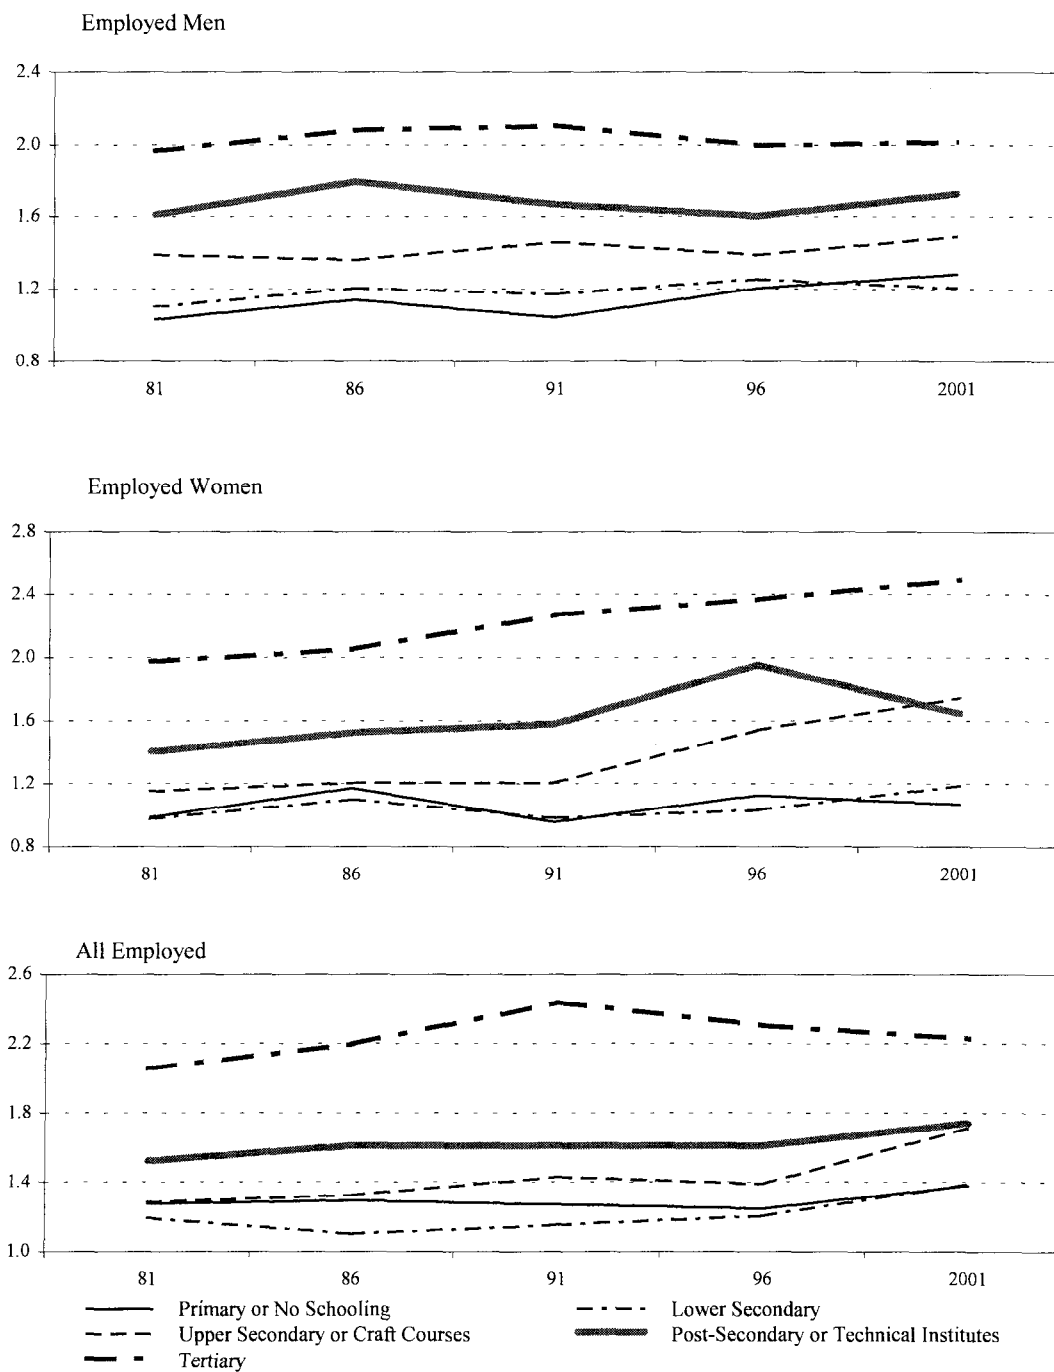 Employed Men
2.4
2.0
1.6
1.2
0.8
81 86 91 96 2001
Employed Women
2.8
2.4
2.0
1.6
1.2
0.8
81 86 91 96 2001
All Employed
2.6
2.2
1.8
1.4
1.0
81 86 91 96 2001
Primary or No Schooling
Lower Secondary
Upper Secondary or Craft Courses
Post-Secondary or Technical Institutes
Tertiary